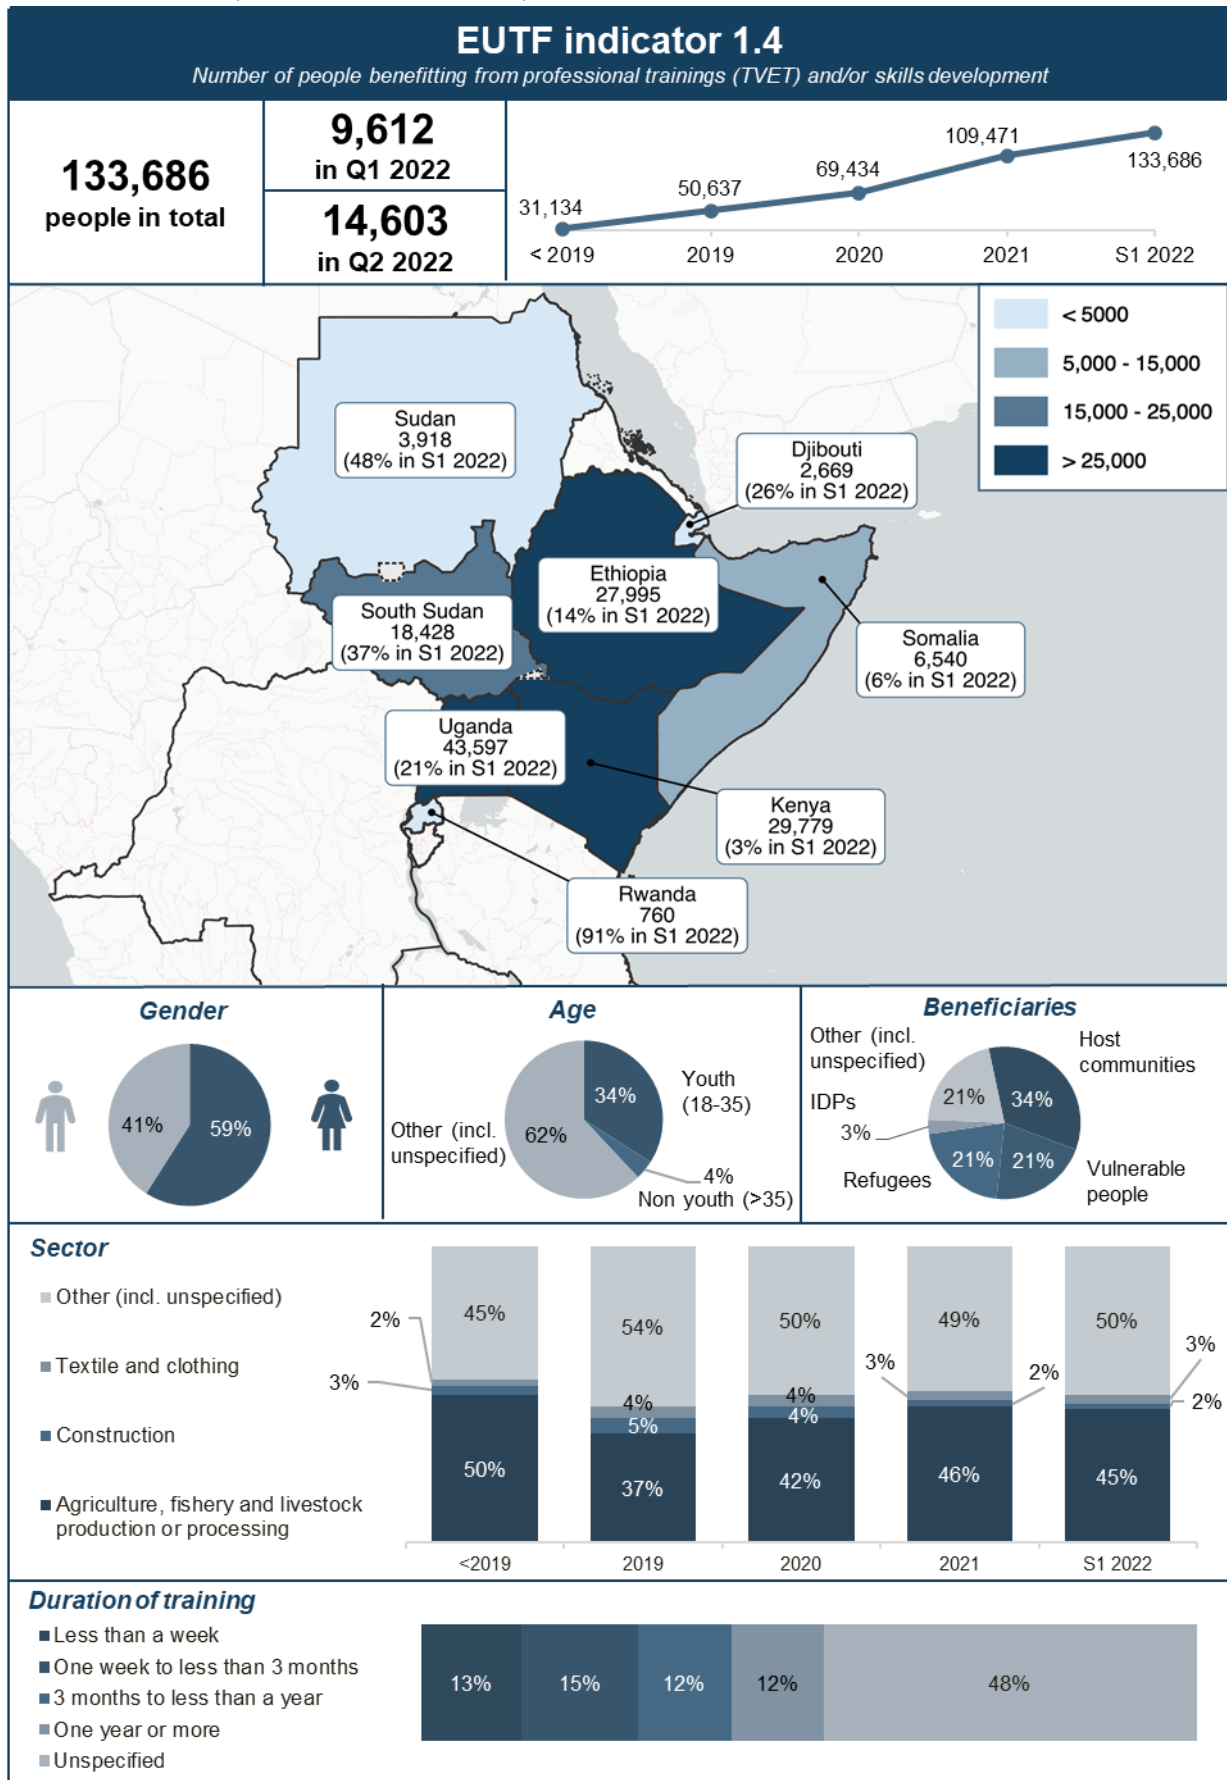 EUTF indicator 1.4
Number of people benefitting from professional trainings (TVET) and/or skills development
133,686
people in total
9,612
in Q1 2022
14,603
in Q2 2022
31,134
50,637
69,434
109,471
133,686
< 2019
2019
2020
2021
S1 2022
< 5000
5,000 - 15,000
15,000 - 25,000
> 25,000
Sudan
3,918
(48% in S1 2022)
Djibouti
2,669
(26% in S1 2022)
Ethiopia
27,995
(14% in S1 2022)
South Sudan
18,428
(37% in S1 2022)
Somalia
6,540
(6% in S1 2022)
Uganda
43,597
(21% in S1 2022)
Kenya
29,779
(3% in S1 2022)
Rwanda
760
(91% in S1 2022)
Gender
41%
59%
Age
34%
Youth
(18-35)
Other (incl.
unspecified)
62%
4%
Non youth (>35)
Beneficiaries
Other (incl.
unspecified)
Host
communities
21%
34%
IDPs
3%
21%
21%
Refugees
Vulnerable
people
Sector
Other (incl. unspecified)
Textile and clothing
Construction
Agriculture, fishery and livestock
production or processing
45%
2%
3%
50%
54%
4%
5%
37%
50%
4%
4%
42%
49%
3%
2%
46%
50%
3%
2%
45%
<2019
2019
2020
2021
S1 2022
Duration of training
Less than a week
One week to less than 3 months
3 months to less than a year
One year or more
Unspecified
13%
15%
12%
12%
48%